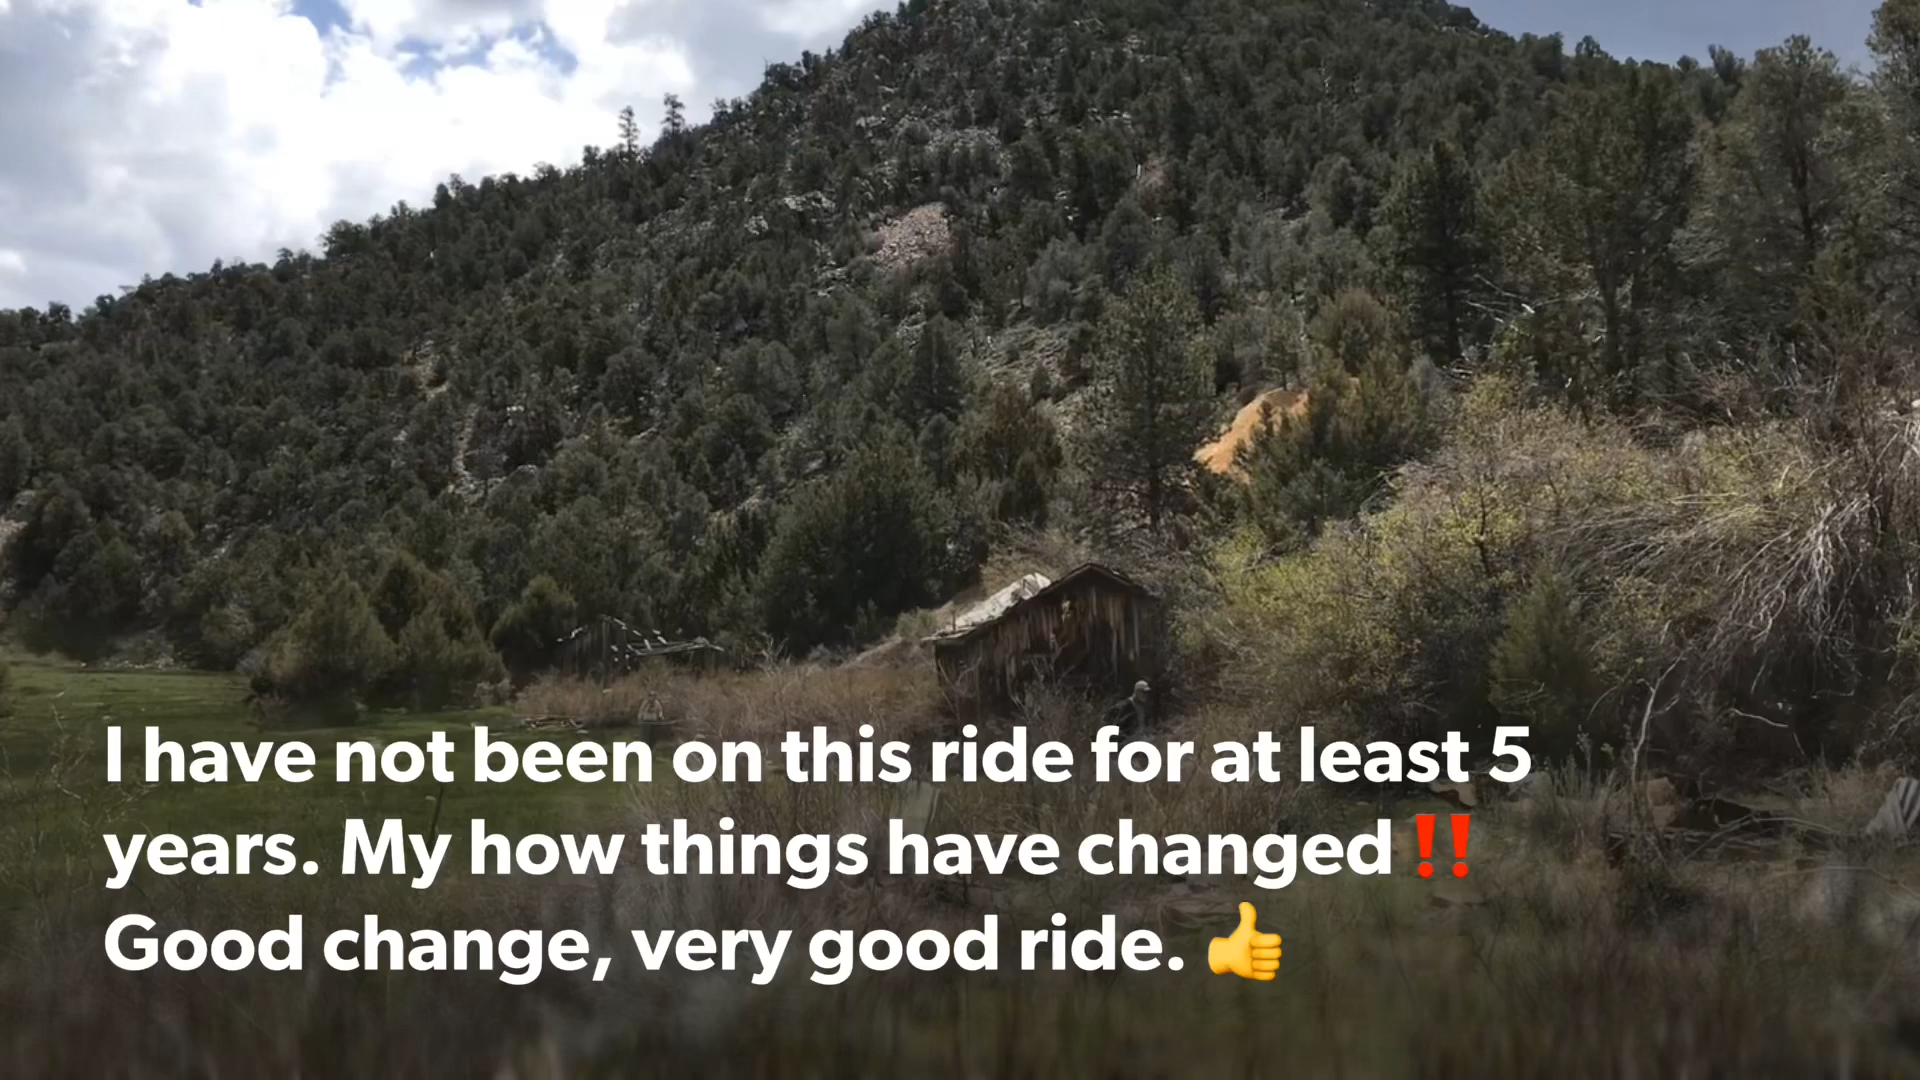 I have not been on this ride for at least 5
years. My how things have changed‼️
Good change, very good ride. 👍